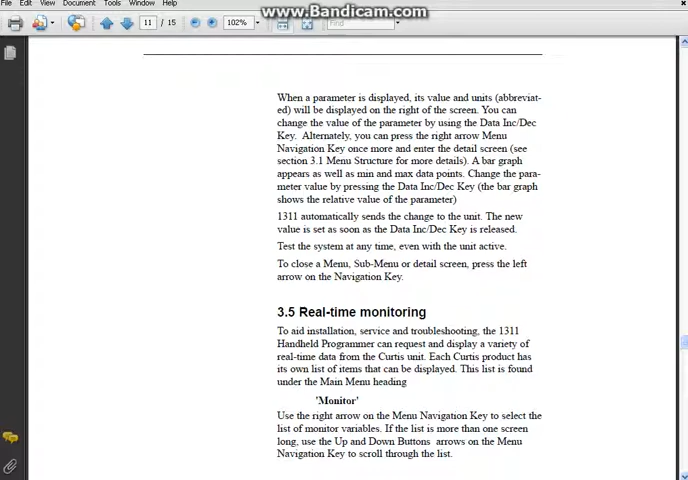 www.Bandicam.com
File Edit View Document Tools Window Help
11 / 15 102% Find
When a parameter is displayed, its value and units (abbreviat-
ed) will be displayed on the right of the screen. You can
change the value of the parameter by using the Data Inc/Dec
Key. Alternately, you can press the right arrow Menu
Navigation Key once more and enter the detail screen (see
section 3.1 Menu Structure for more details). A bar graph
appears as well as min and max data points. Change the para-
meter value by pressing the Data Inc/Dec Key (the bar graph
shows the relative value of the parameter)
1311 automatically sends the change to the unit. The new
value is set as soon as the Data Inc/Dec Key is released.
Test the system at any time, even with the unit active.
To close a Menu, Sub-Menu or detail screen, press the left
arrow on the Navigation Key.
3.5 Real-time monitoring
To aid installation, service and troubleshooting, the 1311
Handheld Programmer can request and display a variety of
real-time data from the Curtis unit. Each Curtis product has
its own list of items that can be displayed. This list is found
under the Main Menu heading
'Monitor'
Use the right arrow on the Menu Navigation Key to select the
list of monitor variables. If the list is more than one screen
long, use the Up and Down Buttons arrows on the Menu
Navigation Key to scroll through the list.